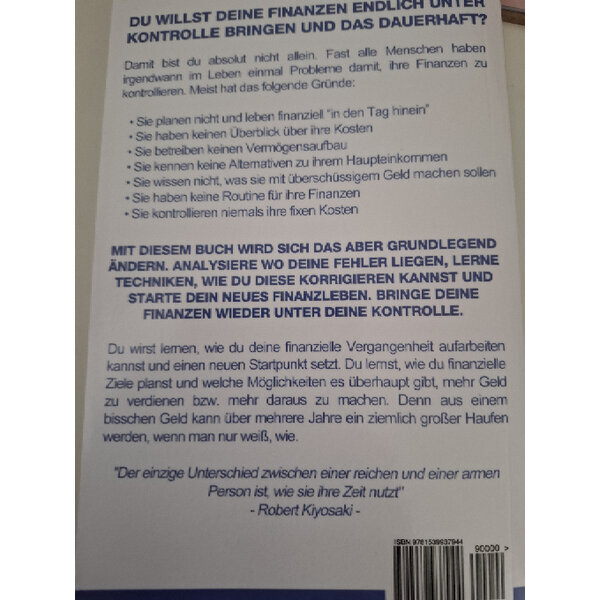 DU WILLST DEINE FINANZEN ENDLICH UNTER
KONTROLLE BRINGEN UND DAS DAUERHAFT?
Damit bist du absolut nicht allein. Fast alle Menschen haben
irgendwann im Leben einmal Probleme damit, ihre Finanzen zu
kontrollieren. Meist hat das folgende Gründe:
• Sie planen nicht und leben finanziell "in den Tag hinein"
• Sie haben keinen Überblick über ihre Kosten
• Sie betreiben keinen Vermögensaufbau
• Sie kennen keine Alternativen zu ihrem Haupteinkommen
• Sie wissen nicht, was sie mit überschüssigem Geld machen sollen
• Sie haben keine Routine für ihre Finanzen
• Sie kontrollieren niemals ihre fixen Kosten
MIT DIESEM BUCH WIRD SICH DAS ABER GRUNDLEGEND
ÄNDERN. ANALYSIERE WO DEINE FEHLER LIEGEN, LERNE
TECHNIKEN, WIE DU DIESE KORRIGIEREN KANNST UND
STARTE DEIN NEUES FINANZLEBEN. BRINGE DEINE
FINANZEN WIEDER UNTER DEINE KONTROLLE.
Du wirst lernen, wie du deine finanzielle Vergangenheit aufarbeiten
kannst und einen neuen Startpunkt setzt. Du lernst, wie du finanzielle
Ziele planst und welche Möglichkeiten es überhaupt gibt, mehr Geld
zu verdienen bzw. mehr daraus zu machen. Denn aus einem
bisschen Geld kann über mehrere Jahre ein ziemlich großer Haufen
werden, wenn man nur weiß, wie.
"Der einzige Unterschied zwischen einer reichen und einer armen
Person ist, wie sie ihre Zeit nutzt"
- Robert Kiyosaki -
ISBN 9781539937944
90000 >